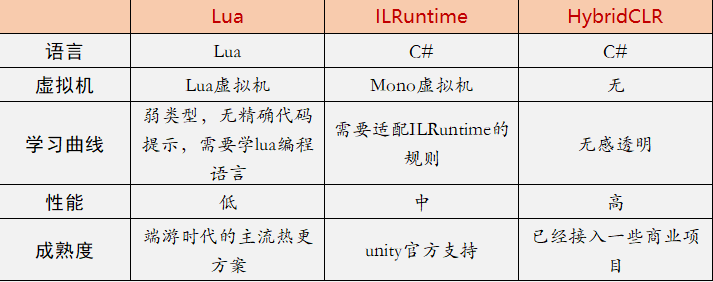 Lua ILRuntime HybridCLR
语言 Lua C# C#
虚拟机 Lua虚拟机 Mono虚拟机 无
学习曲线 弱类型，无精确代码
提示，需要学lua编程
语言 需要适配ILRuntime的
规则 无感透明
性能 低 中 高
成熟度 端游时代的主流热更
方案 unity官方支持 已经接入一些商业项
目